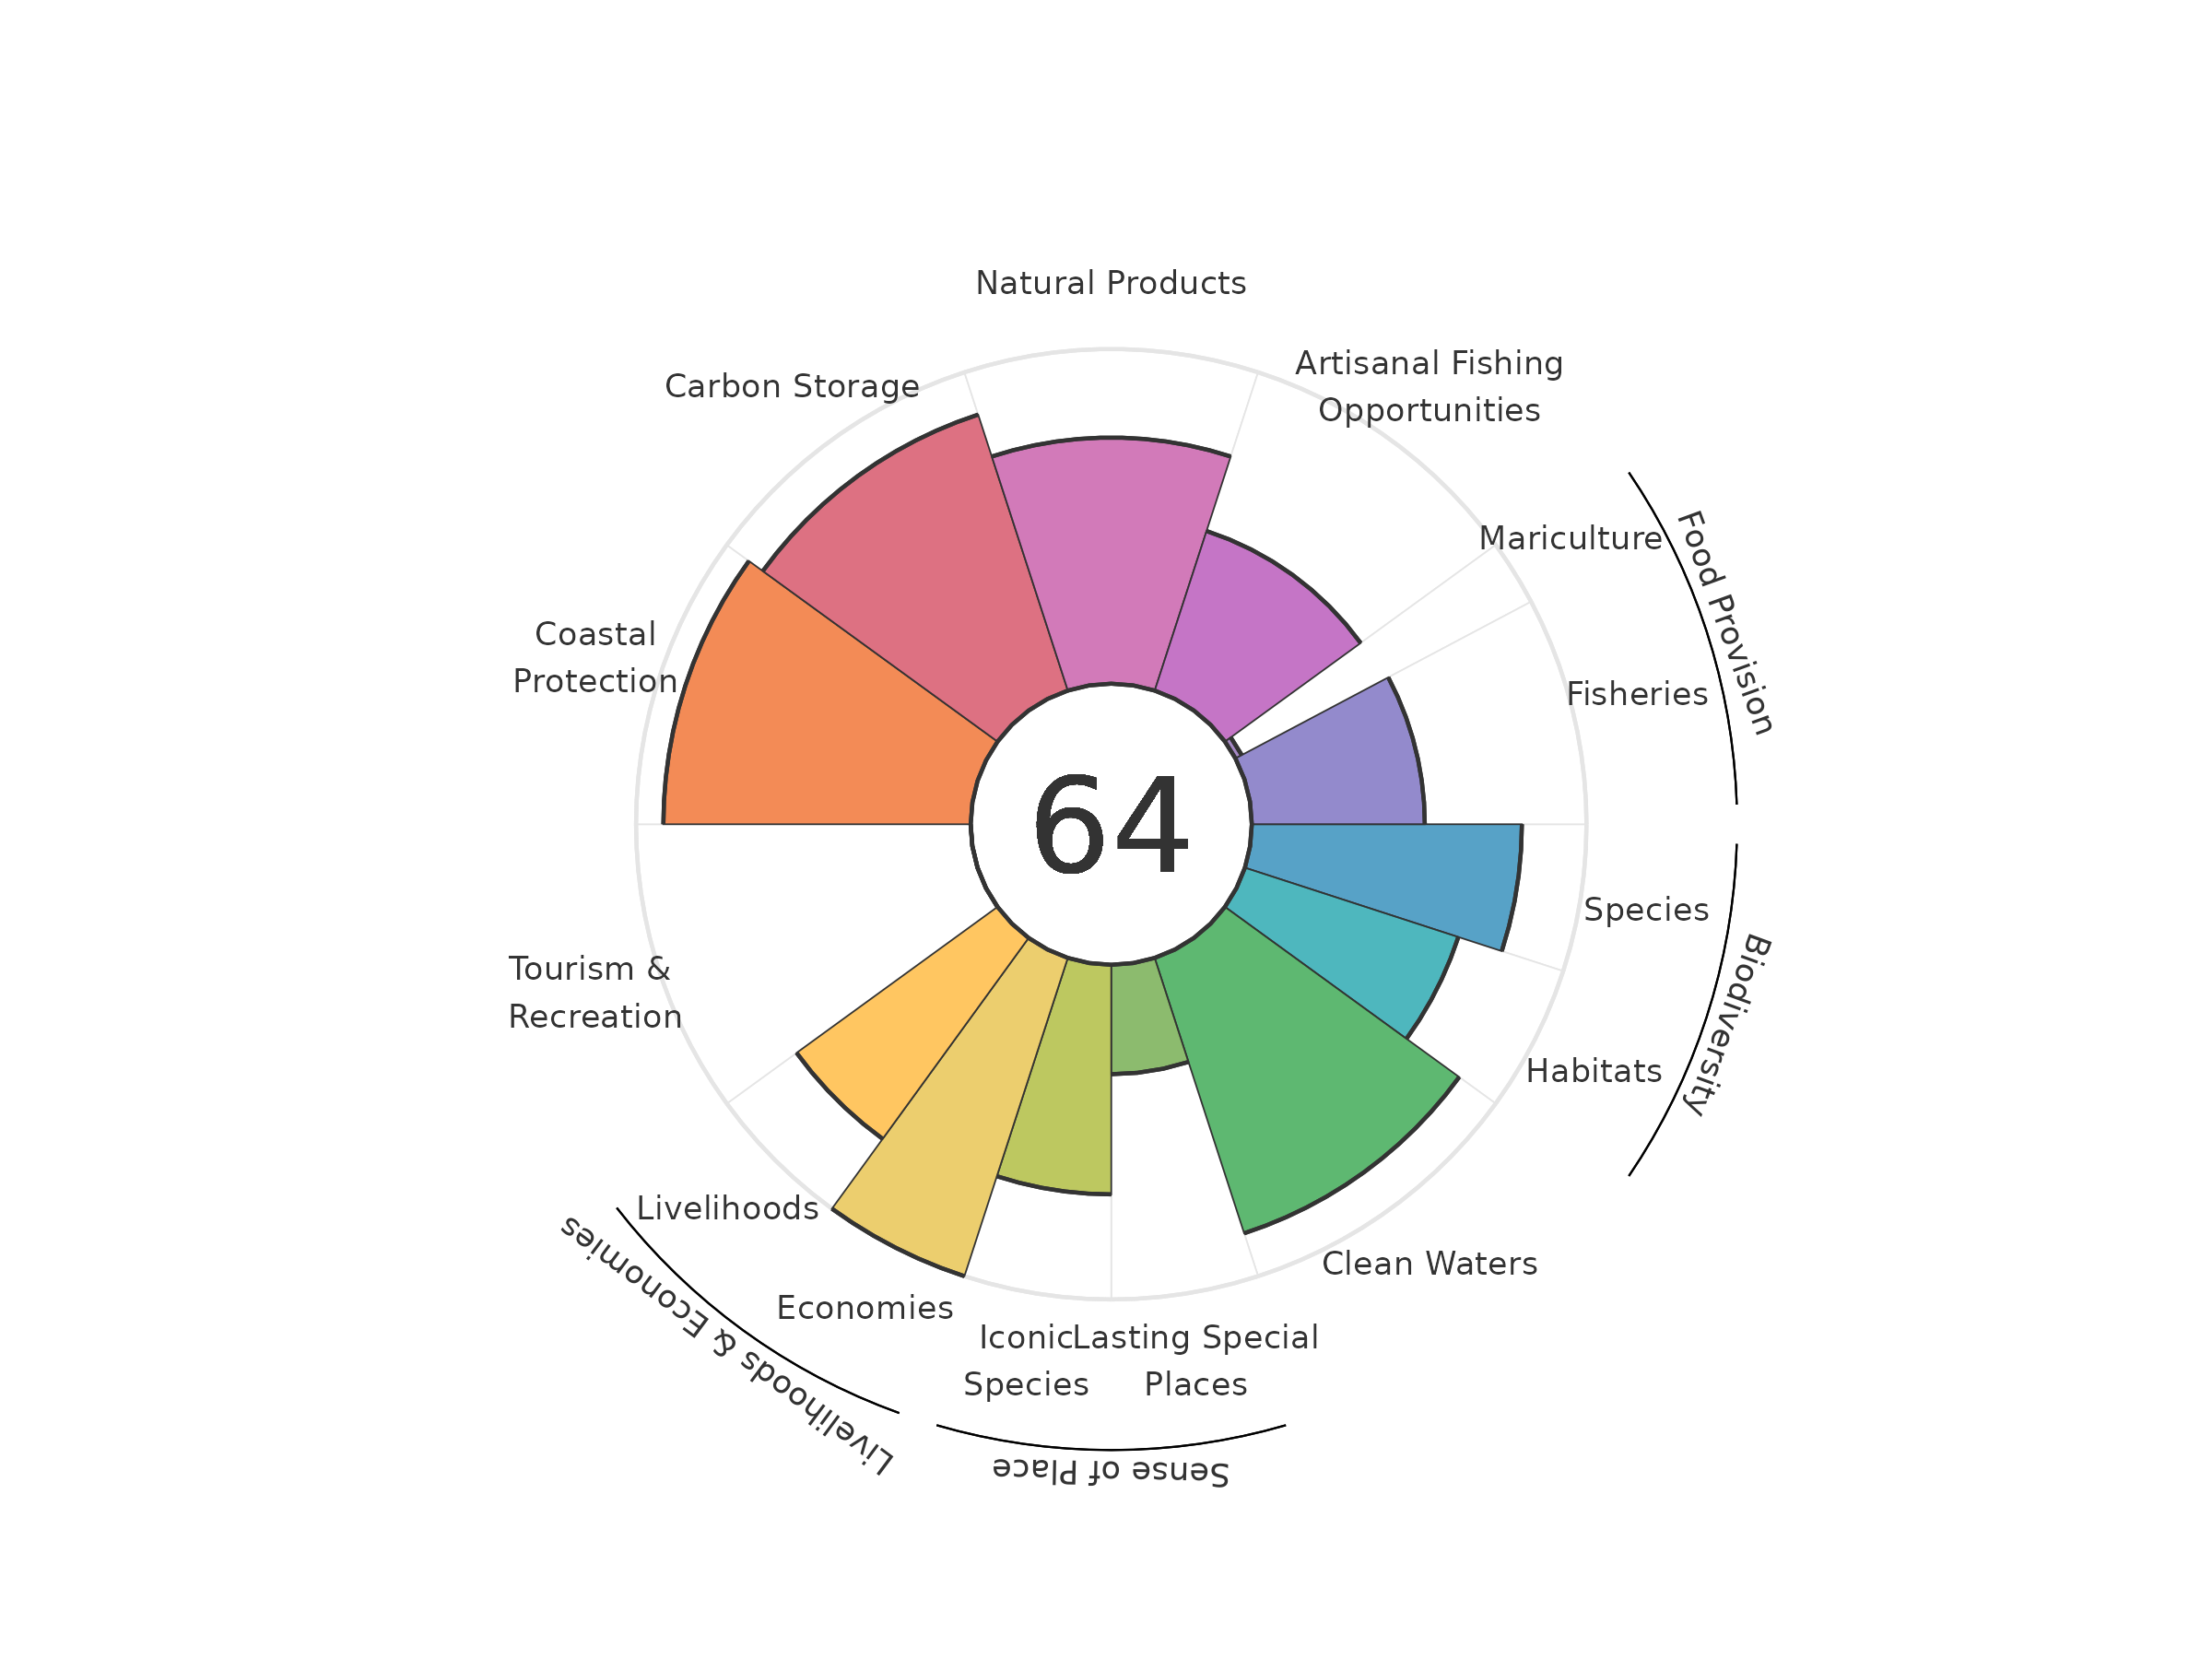 Natural Products
Carbon Storage
Artisanal Fishing
Opportunities
Mariculture
Food Provision
Fisheries
Coastal
Protection
64
Species
Biodiversity
Habitats
Tourism &
Recreation
Livelihoods
Livelihoods & Economies
Economies
Clean Waters
Iconic
Species
Lasting Special
Places
Sense of Place